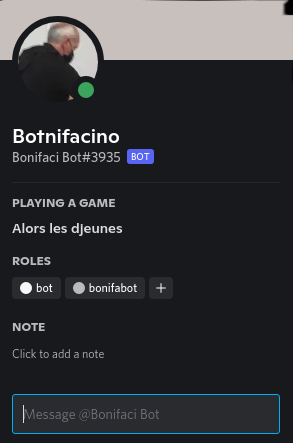 Botnifacino
Bonifaci Bot#3935 BOT
PLAYING A GAME
Alors les djeunes
ROLES
bot bonifabot +
NOTE
Click to add a note
Message @Bonifaci Bot